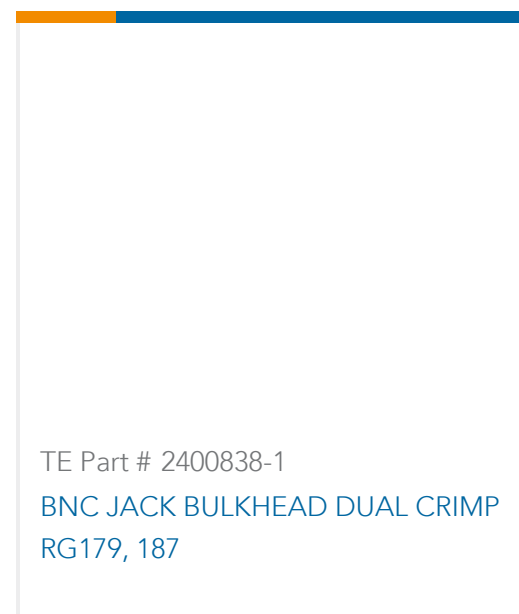 TE Part # 2400838-1
BNC JACK BULKHEAD DUAL CRIMP
RG179, 187